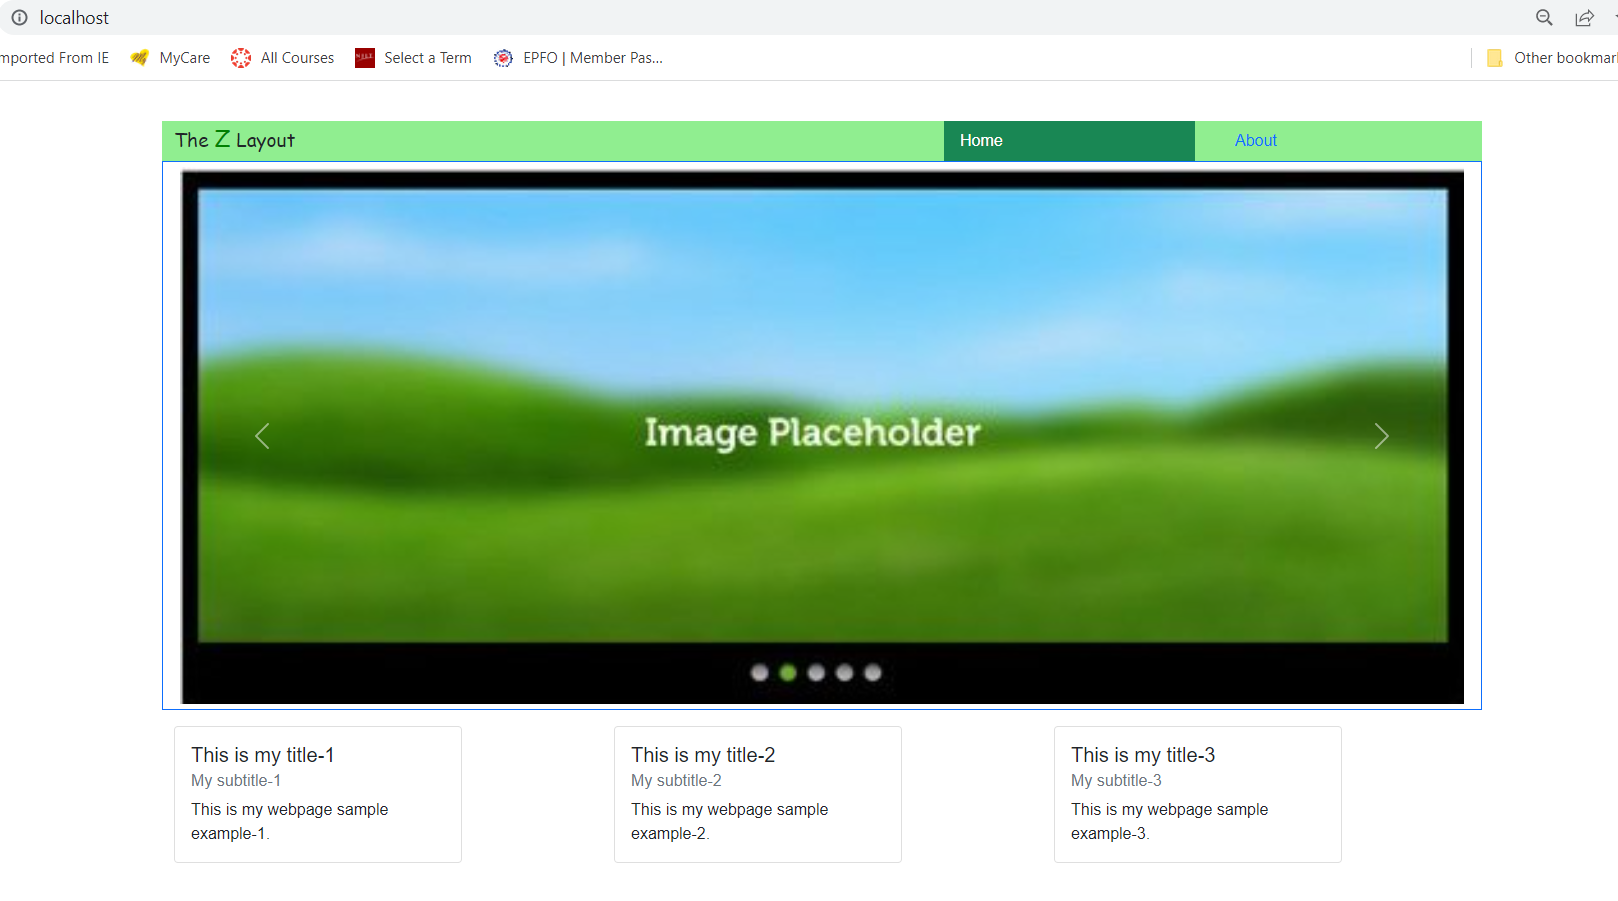 localhost
mported From IE MyCare All Courses Select a Term EPFO | Member Pas... Other bookmar
The Z Layout Home About
Image Placeholder
This is my title-1
My subtitle-1
This is my webpage sample
example-1.
This is my title-2
My subtitle-2
This is my webpage sample
example-2.
This is my title-3
My subtitle-3
This is my webpage sample
example-3.